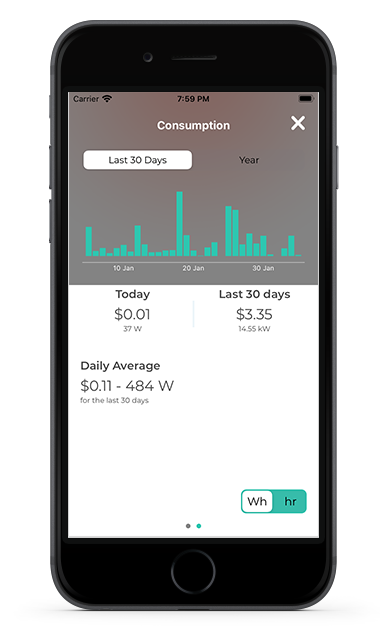 Carrier 7:59 PM
Consumption
Last 30 Days Year
10 Jan 20 Jan 30 Jan
Today Last 30 days
$0.01 $3.35
37 W 14.55 kW
Daily Average
$0.11 - 484 W
for the last 30 days
Wh hr